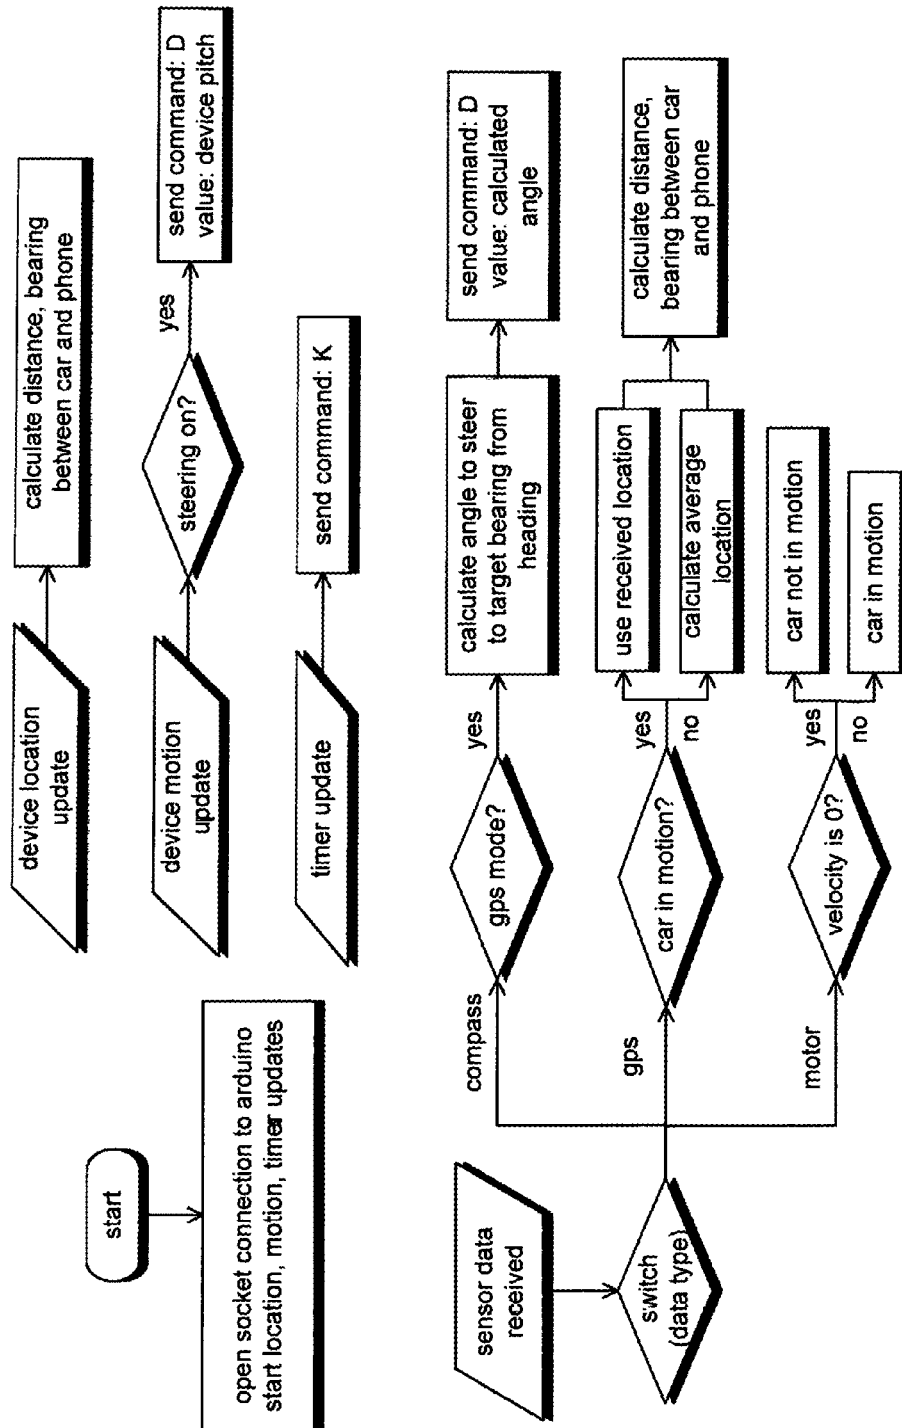 start
open socket connection to arduino
start location, motion, timer updates
device location
update
calculate distance, bearing
between car and phone
device motion
update
steering on?
yes
send command: D
value: device pitch
timer update
send command: K
sensor data
received
switch
(data type)
compass
gps mode?
yes
calculate angle to steer
to target bearing from
heading
send command: D
value: calculated
angle
gps
car in motion?
yes
no
use received location
calculate average
location
calculate distance,
bearing between car
and phone
motor
velocity is 0?
yes
no
car not in motion
car in motion